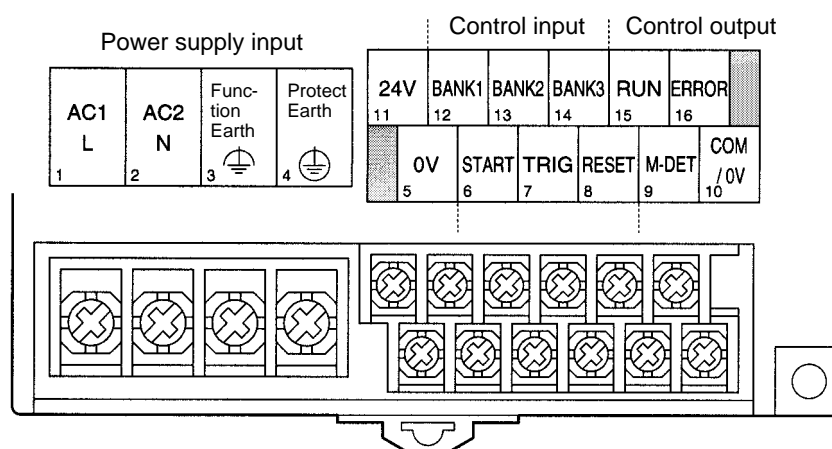 Power supply input
Control input
Control output
AC1
L
1
AC2
N
2
Func-
tion
Earth
3
Protect
Earth
4
24V
11
BANK1
12
BANK2
13
BANK3
14
RUN
15
ERROR
16
0V
5
START
6
TRIG
7
RESET
8
M-DET
9
COM
/ 0V
10